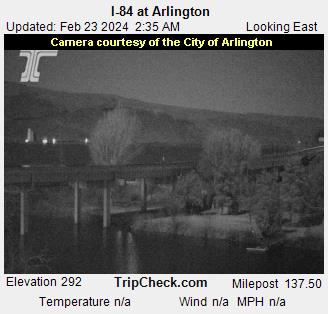 I-84 at Arlington
Updated: Feb 23 2024 2:35 AM Looking East
Camera courtesy of the City of Arlington
Elevation 292 TripCheck.com Milepost 137.50
Temperature n/a Wind n/a MPH n/a